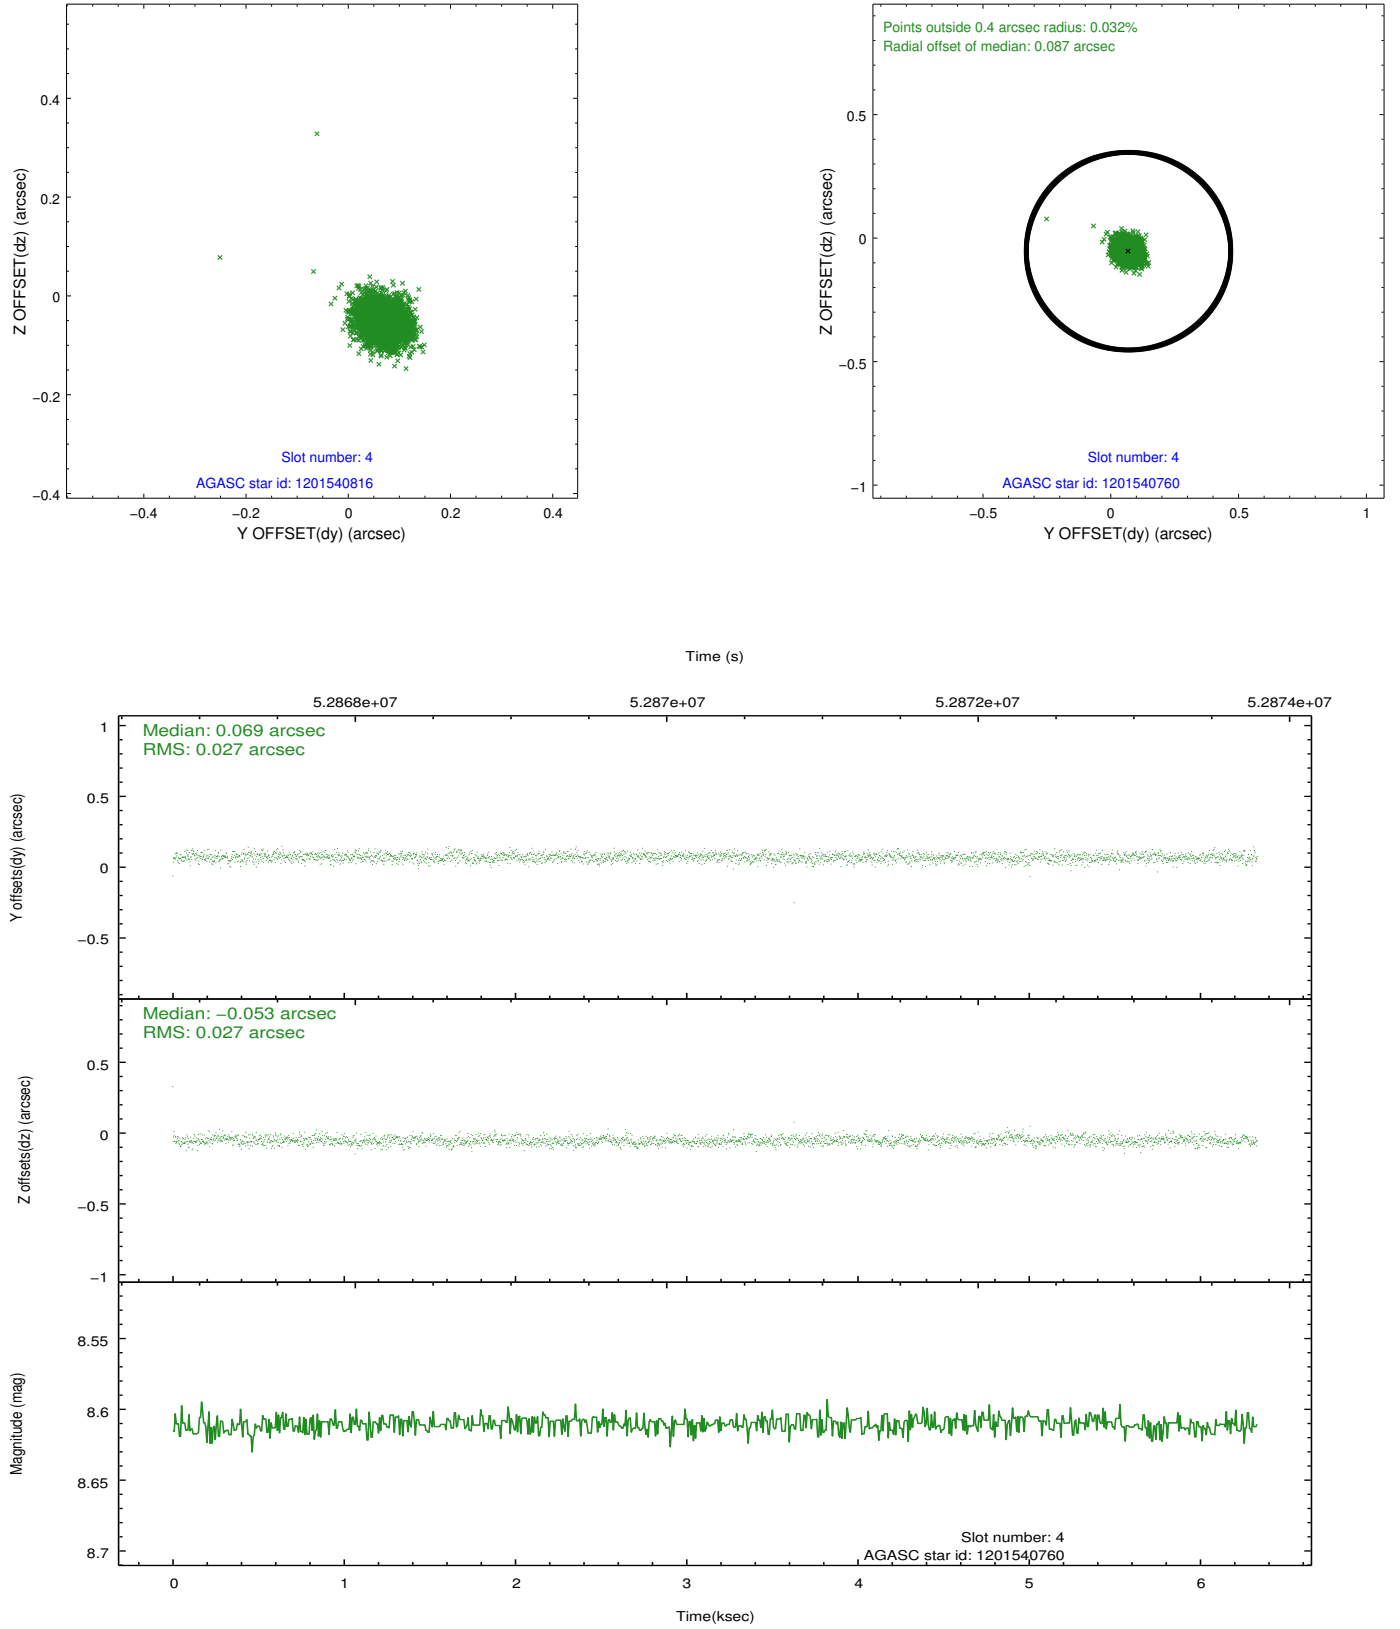 0.4
0.2
0
−0.2
−0.4
Z OFFSET(dz) (arcsec)
Slot number: 4
AGASC star id: 1201540816
−0.4
−0.2
0
0.2
0.4
Y OFFSET(dy) (arcsec)
Points outside 0.4 arcsec radius: 0.032%
Radial offset of median: 0.087 arcsec
0.5
0
−0.5
−1
Z OFFSET(dz) (arcsec)
Slot number: 4
AGASC star id: 1201540760
−0.5
0
0.5
1
Y OFFSET(dy) (arcsec)
Time (s)
5.2868e+07
5.287e+07
5.2872e+07
5.2874e+07
Median: 0.069 arcsec
RMS: 0.027 arcsec
1
0.5
0
−0.5
Y offsets(dy) (arcsec)
Median: −0.053 arcsec
RMS: 0.027 arcsec
0.5
0
−0.5
−1
Z offsets(dz) (arcsec)
8.55
8.6
8.65
8.7
Magnitude (mag)
Slot number: 4
AGASC star id: 1201540760
0
1
2
3
4
5
6
Time(ksec)